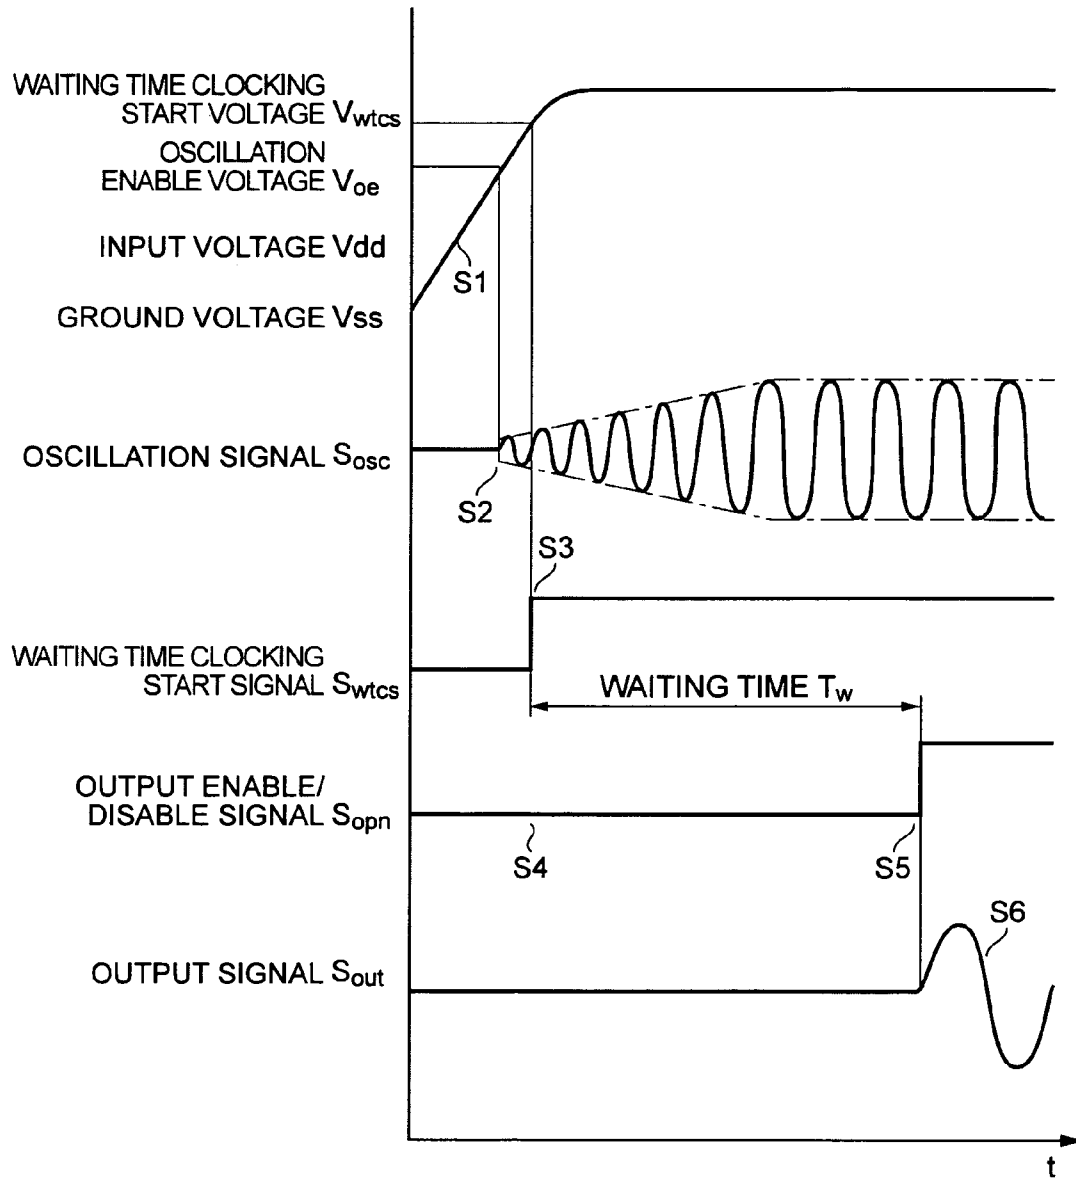 WAITING TIME CLOCKING
START VOLTAGE Vwtcs
OSCILLATION
ENABLE VOLTAGE Voe
INPUT VOLTAGE Vdd
S1
GROUND VOLTAGE Vss
OSCILLATION SIGNAL Sosc
S2
S3
WAITING TIME CLOCKING
START SIGNAL Swtcs
WAITING TIME Tw
OUTPUT ENABLE/
DISABLE SIGNAL Sopn
S4
S5
S6
OUTPUT SIGNAL Sout
t